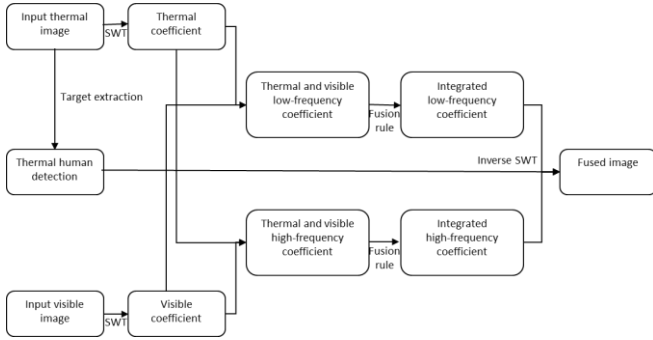 Input thermal
image
SWT
Thermal
coefficient
Target extraction
Thermal and visible
low-frequency
coefficient
Fusion
rule
Integrated
low-frequency
coefficient
Thermal human
detection
Inverse SWT
Fused image
Thermal and visible
high-frequency
coefficient
Fusion
rule
Integrated
high-frequency
coefficient
Input visible
image
SWT
Visible
coefficient